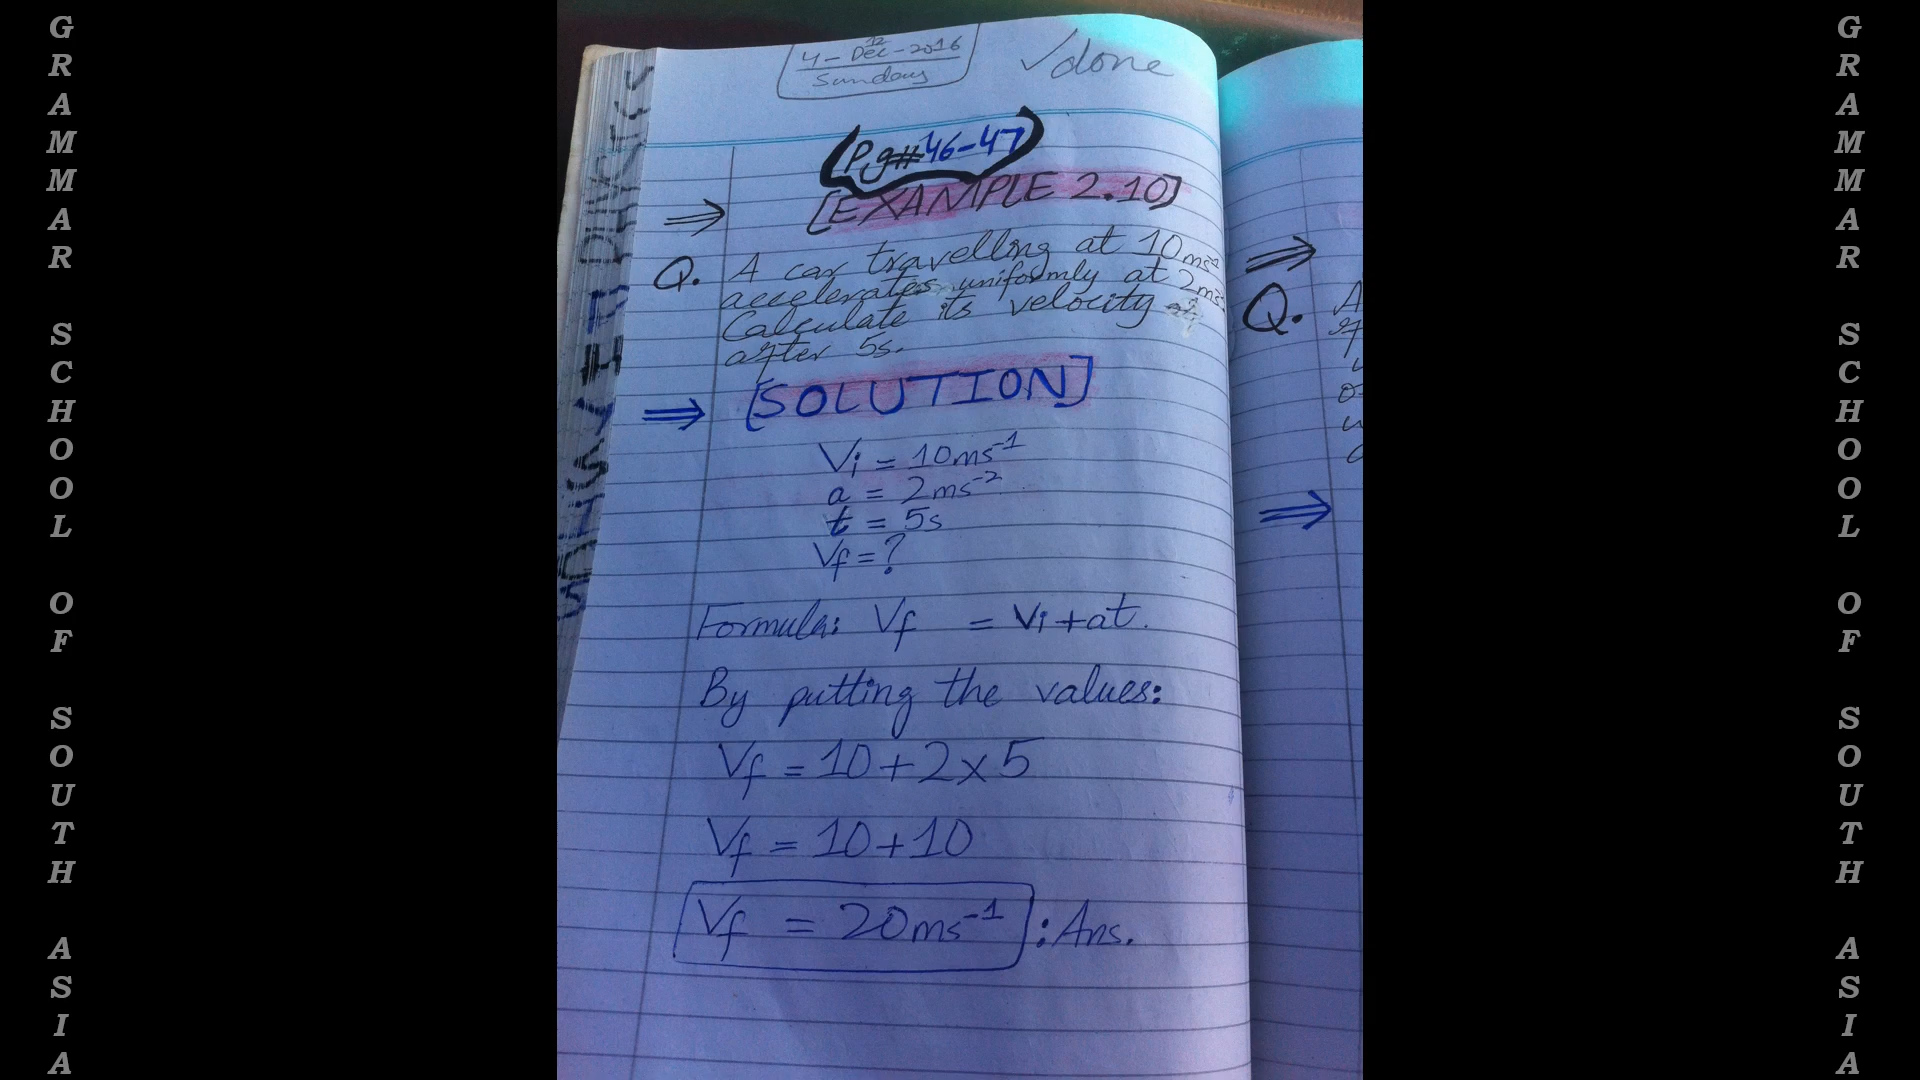 GRAMMAR SCHOOL OF SOUTH ASIA
4-Dec-2016
12
Sunday
✓done
(Pg# 46-47)
⇒ [EXAMPLE 2.10]
Q. A car travelling at 10ms⁻¹
accelerates uniformly at 2ms
Calculate its velocity
after 5s.
⇒ [SOLUTION]
Vi = 10ms⁻¹
a = 2ms⁻²
t = 5s
Vf = ?
Formula: Vf = Vi+at.
By putting the values:
Vf = 10+2×5
Vf = 10+10
Vf = 20ms⁻¹ :Ans.
⇒
Q. A
⇒
GRAMMAR SCHOOL OF SOUTH ASIA